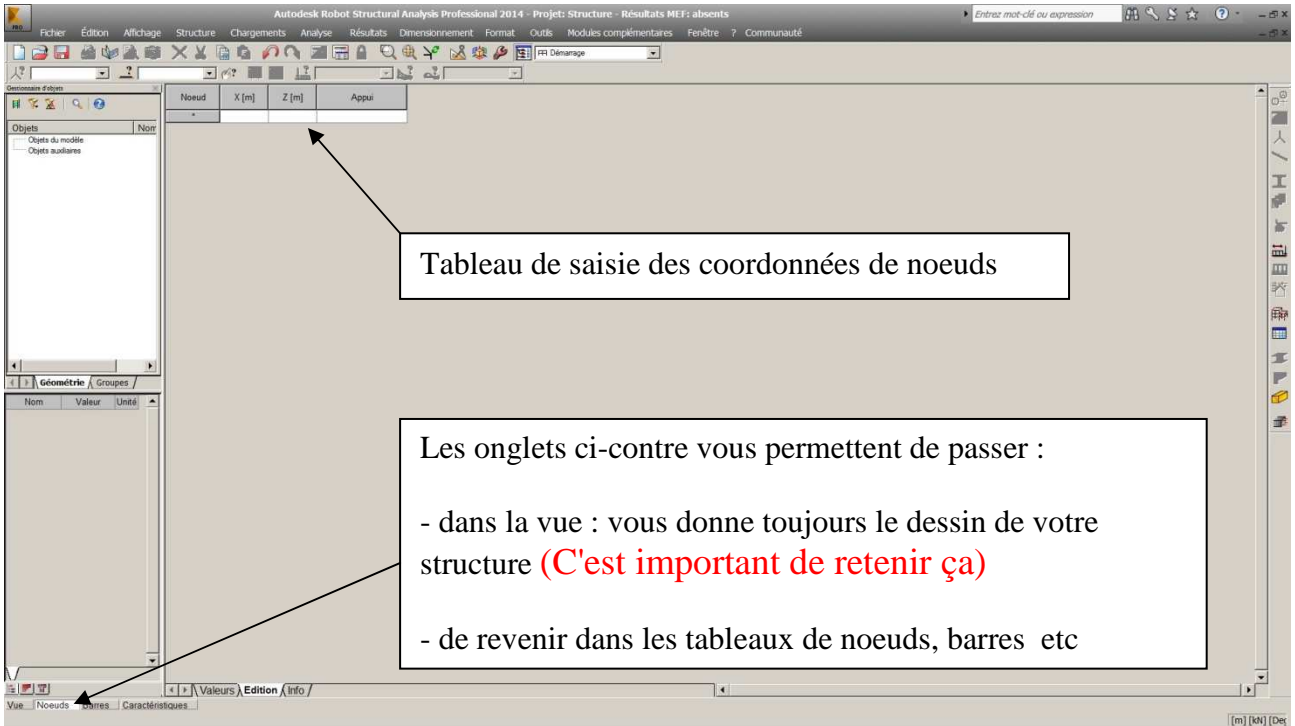 Autodesk Robot Structural Analysis Professional 2014 - Projet: Structure - Résultats MEF: absents
Entrez mot-clé ou expression
PRO
Fichier Édition Affichage Structure Chargements Analyse Résultats Dimensionnement Format Outils Modules complémentaires Fenêtre ? Communauté
Démarrage
Gestionnaire d'objets
Objets Nom
Objets du modèle
Objets auxiliaires
Noeud X [m] Z [m] Appui
*
Tableau de saisie des coordonnées de noeuds
Géométrie Groupes
Nom Valeur Unité
Les onglets ci-contre vous permettent de passer :
- dans la vue : vous donne toujours le dessin de votre
structure (C'est important de retenir ça)
- de revenir dans les tableaux de noeuds, barres etc
Valeurs Edition Info
Vue Noeuds Barres Caractéristiques
[m] [kN] [Deg